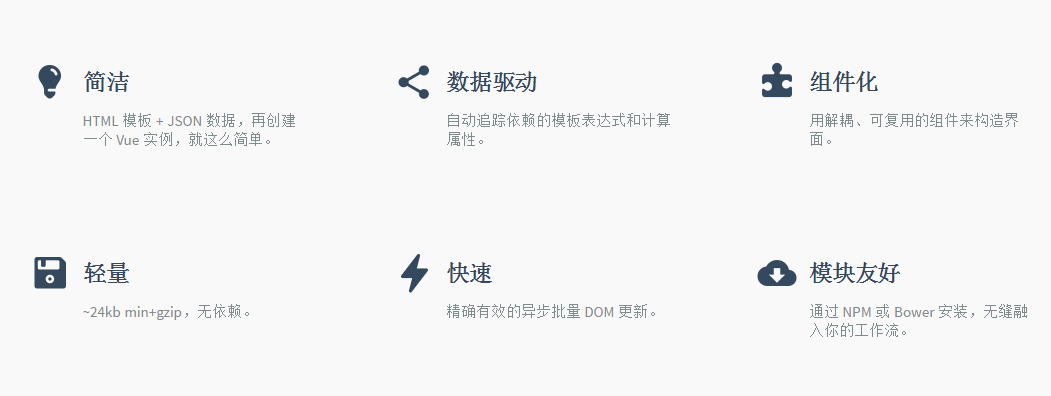 简洁
HTML 模板 + JSON 数据，再创建
一个 Vue 实例，就这么简单。
数据驱动
自动追踪依赖的模板表达式和计算
属性。
组件化
用解耦、可复用的组件来构造界
面。
轻量
~24kb min+gzip，无依赖。
快速
精确有效的异步批量 DOM 更新。
模块友好
通过 NPM 或 Bower 安装，无缝融
入你的工作流。